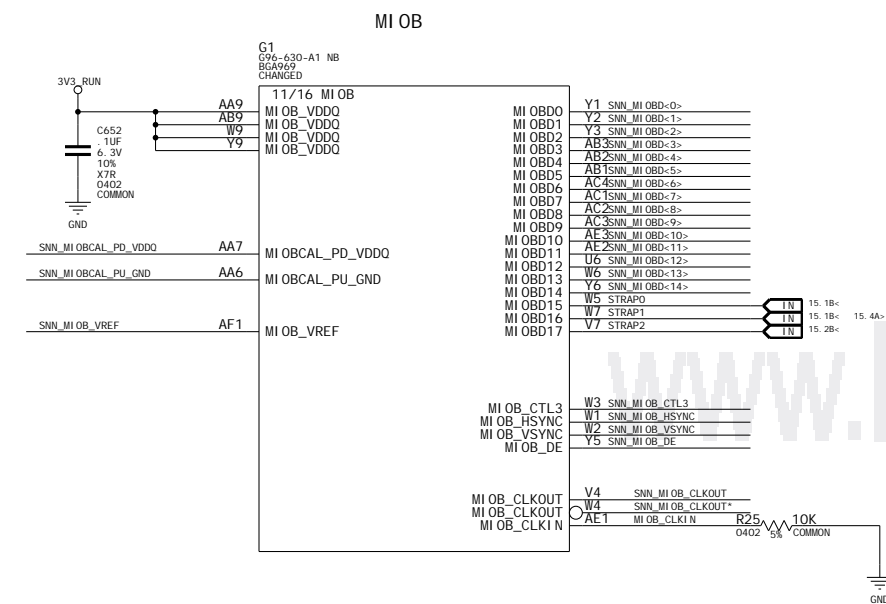 MIOB
G1
G96-630-A1 NB
BGA969
CHANGED
11/16 MIOB
3V3_RUN
C652
.1UF
6.3V
10%
X7R
0402
COMMON
GND
AA9 MIOB_VDDQ
AB9 MIOB_VDDQ
W9 MIOB_VDDQ
Y9 MIOB_VDDQ
SNN_MIOBCAL_PD_VDDQ AA7 MIOBCAL_PD_VDDQ
SNN_MIOBCAL_PU_GND AA6 MIOBCAL_PU_GND
SNN_MIOB_VREF AF1 MIOB_VREF
MIOBD0 Y1 SNN_MIOBD<0>
MIOBD1 Y2 SNN_MIOBD<1>
MIOBD2 Y3 SNN_MIOBD<2>
MIOBD3 AB3 SNN_MIOBD<3>
MIOBD4 AB2 SNN_MIOBD<4>
MIOBD5 AB1 SNN_MIOBD<5>
MIOBD6 AC4 SNN_MIOBD<6>
MIOBD7 AC1 SNN_MIOBD<7>
MIOBD8 AC2 SNN_MIOBD<8>
MIOBD9 AC3 SNN_MIOBD<9>
MIOBD10 AE3 SNN_MIOBD<10>
MIOBD11 AE2 SNN_MIOBD<11>
MIOBD12 U6 SNN_MIOBD<12>
MIOBD13 W6 SNN_MIOBD<13>
MIOBD14 Y6 SNN_MIOBD<14>
MIOBD15 W5 STRAP0 IN 15.1B<
MIOBD16 W7 STRAP1 IN 15.1B< 15.4A>
MIOBD17 V7 STRAP2 IN 15.2B<
www.
MIOB_CTL3 W3 SNN_MIOB_CTL3
MIOB_HSYNC W1 SNN_MIOB_HSYNC
MIOB_VSYNC W2 SNN_MIOB_VSYNC
MIOB_DE Y5 SNN_MIOB_DE
MIOB_CLKOUT V4 SNN_MIOB_CLKOUT
MIOB_CLKOUT W4 SNN_MIOB_CLKOUT*
MIOB_CLKIN AE1 MIOB_CLKIN R25 10K
0402 5% COMMON
GND